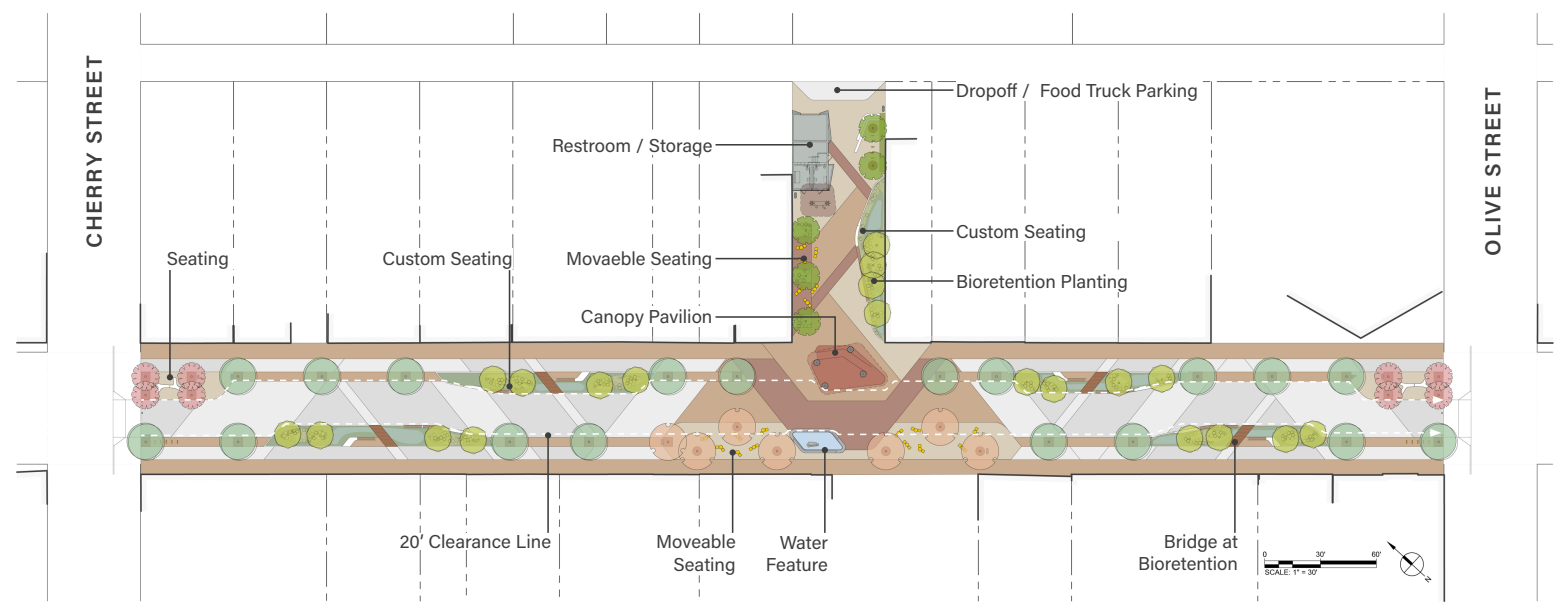 CHERRY STREET
OLIVE STREET
Dropoff / Food Truck Parking
Restroom / Storage
Custom Seating
Seating
Custom Seating
Movaeble Seating
Bioretention Planting
Canopy Pavilion
20' Clearance Line
Moveable
Seating
Water
Feature
Bridge at
Bioretention
0 30' 60'
SCALE: 1" = 30'
N